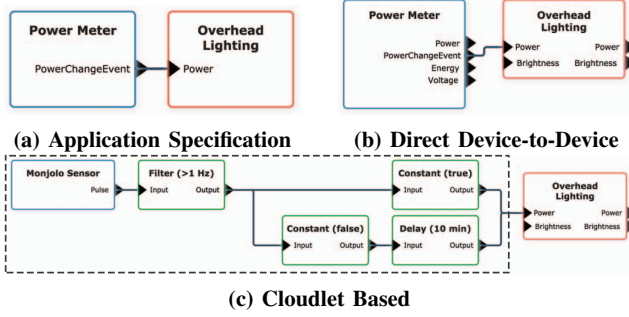 Power Meter
PowerChangeEvent
Overhead
Lighting
Power
(a) Application Specification
Power Meter
Power
PowerChangeEvent
Energy
Voltage
Overhead
Lighting
Power
Power
Brightness
Brightness
(b) Direct Device-to-Device
Monjolo Sensor
Pulse
Filter (>1 Hz)
Input
Output
Constant (true)
Input
Output
Constant (false)
Input
Output
Delay (10 min)
Input
Output
Overhead
Lighting
Power
Power
Brightness
Brightness
(c) Cloudlet Based